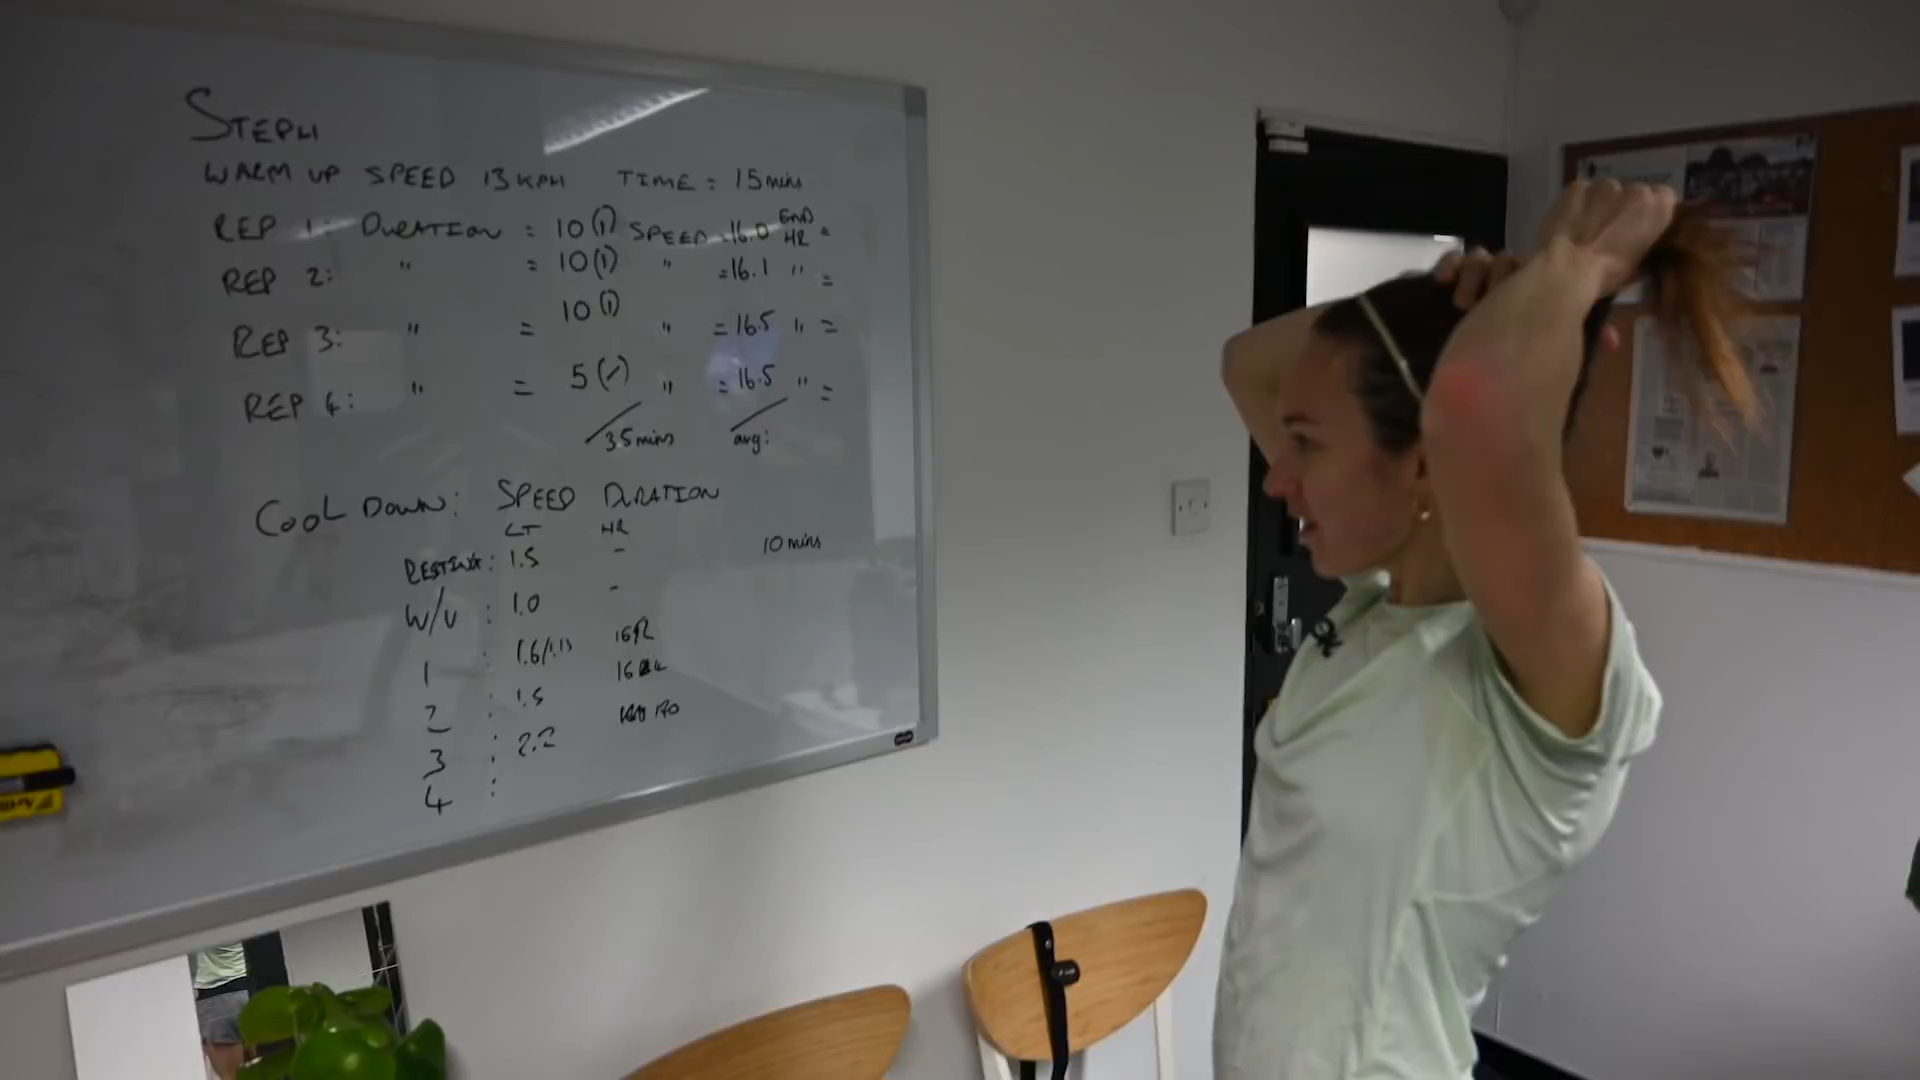 STEPH
WARM UP SPEED 13KPH TIME = 15mins
REP 1: DURATION = 10(1) SPEED = 16.0 END HR =
REP 2: " = 10(1) " = 16.1 " =
REP 3: " = 10(1) " = 16.5 " =
REP 4: " = 5(-) " = 16.5 " =
35mins avg:
COOL DOWN: SPEED DURATION
LT HR
RESTING: 1.5 - 10 mins
W/U : 1.0 -
1 : 1.6/1.13
2 : 1.5
3 : 2.2 170
4 :